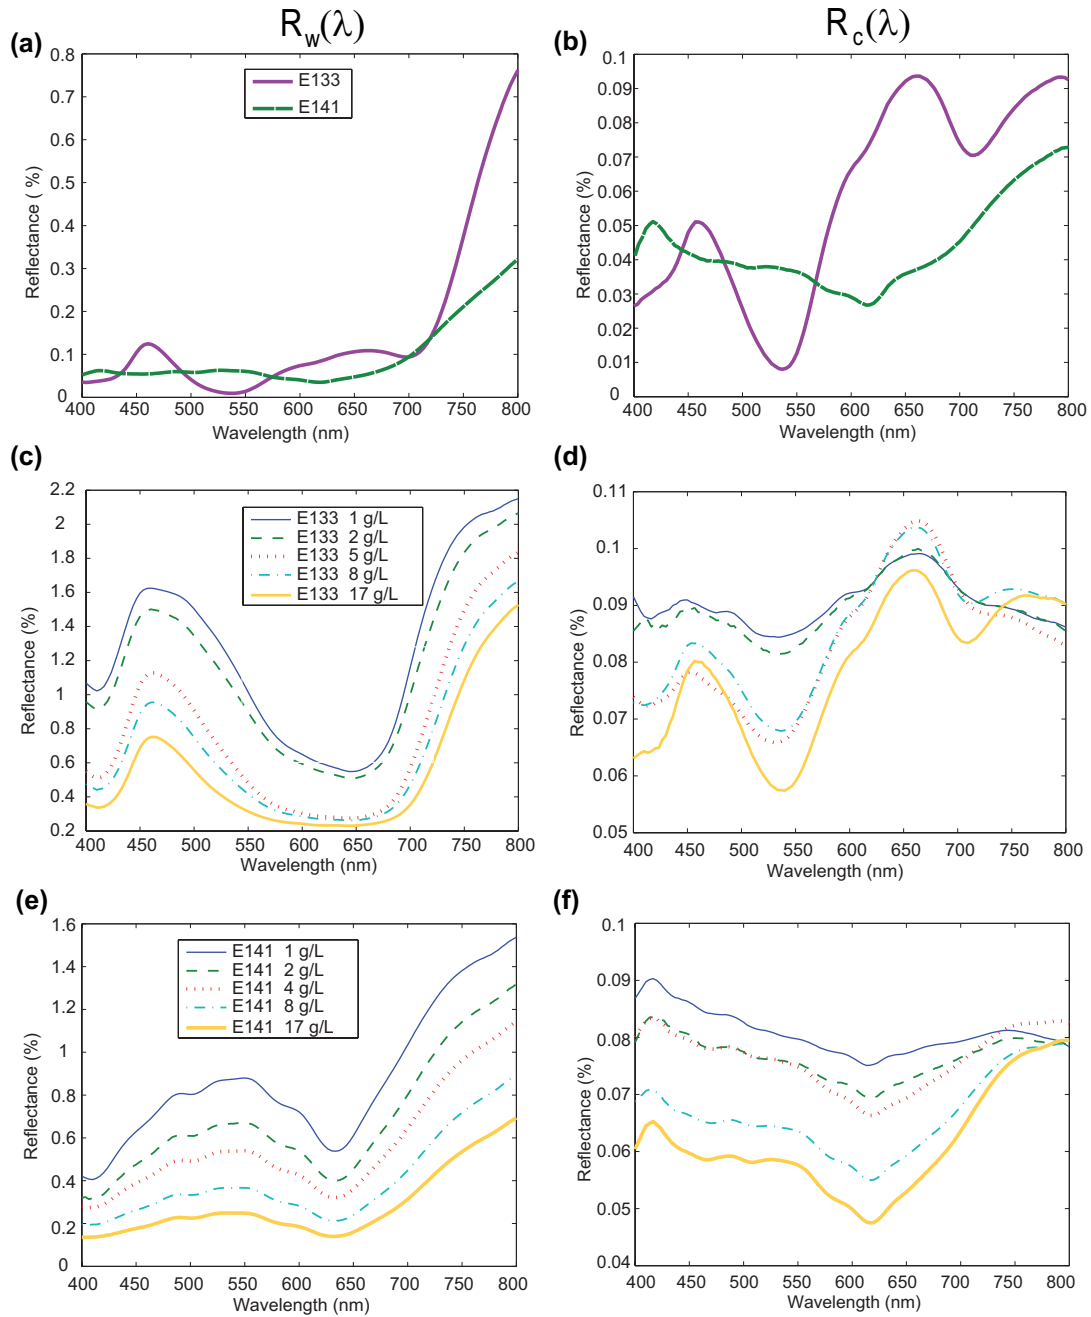 R_w(λ)
R_c(λ)
(a)
0.8
0.7
0.6
0.5
0.4
0.3
0.2
0.1
0
Reflectance ( %)
E133
E141
400 450 500 550 600 650 700 750 800
Wavelength (nm)
(b)
0.1
0.09
0.08
0.07
0.06
0.05
0.04
0.03
0.02
0.01
0
Reflectance (%)
400 450 500 550 600 650 700 750 800
Wavelength (nm)
(c)
2.2
2
1.8
1.6
1.4
1.2
1
0.8
0.6
0.4
0.2
Reflectance (%)
E133 1 g/L
E133 2 g/L
E133 5 g/L
E133 8 g/L
E133 17 g/L
400 450 500 550 600 650 700 750 800
Wavelength (nm)
(d)
0.11
0.1
0.09
0.08
0.07
0.06
0.05
Reflectance (%)
400 450 500 550 600 650 700 750 800
Wavelength (nm)
(e)
1.6
1.4
1.2
1
0.8
0.6
0.4
0.2
0
Reflectance (%)
E141 1 g/L
E141 2 g/L
E141 4 g/L
E141 8 g/L
E141 17 g/L
400 450 500 550 600 650 700 750 800
Wavelength (nm)
(f)
0.1
0.09
0.08
0.07
0.06
0.05
0.04
Reflectance (%)
400 450 500 550 600 650 700 750 800
Wavelength (nm)